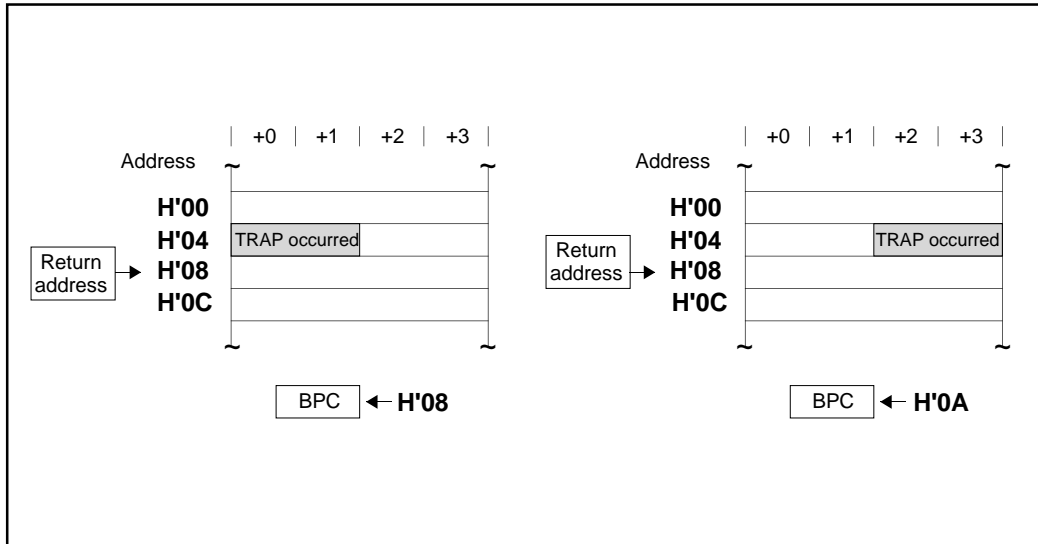 +0 +1 +2 +3
Address
H'00
H'04 TRAP occurred
Return
address
H'08
H'0C
BPC H'08
+0 +1 +2 +3
Address
H'00
H'04 TRAP occurred
Return
address
H'08
H'0C
BPC H'0A